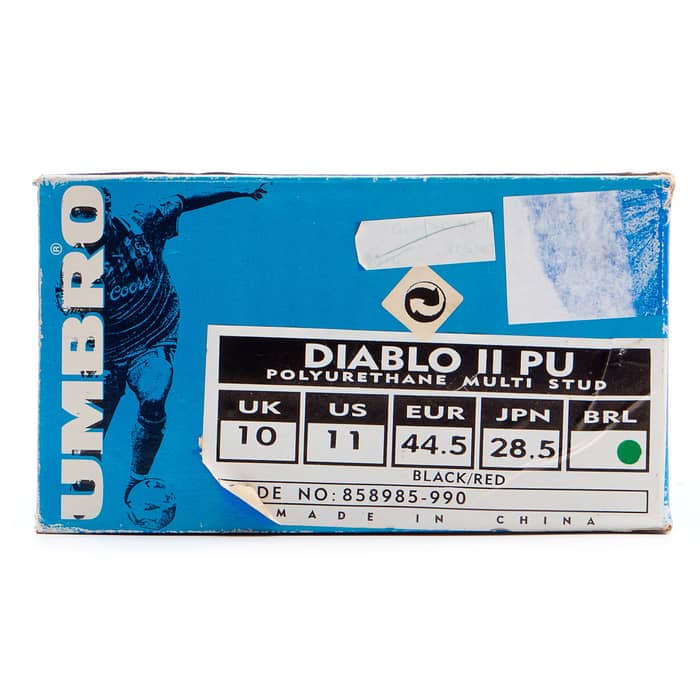 UMBRO®
Coors
DIABLO II PU
POLYURETHANE MULTI STUD
UK US EUR JPN BRL
10 11 44.5 28.5
BLACK/RED
DE NO: 858985-990
MADE IN CHINA